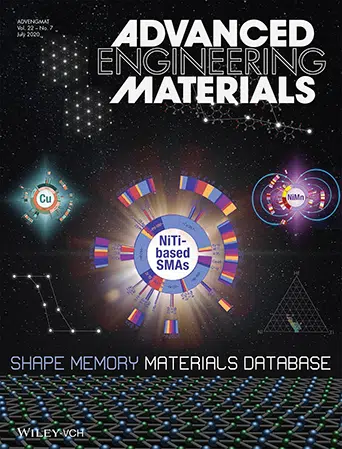 ADVENGMAT
Vol. 22 – No. 7
July 2020
ADVANCED
ENGINEERING
MATERIALS
Cu
NiTi-
based
SMAs
NiMn
SHAPE MEMORY MATERIALS DATABASE
WILEY-VCH